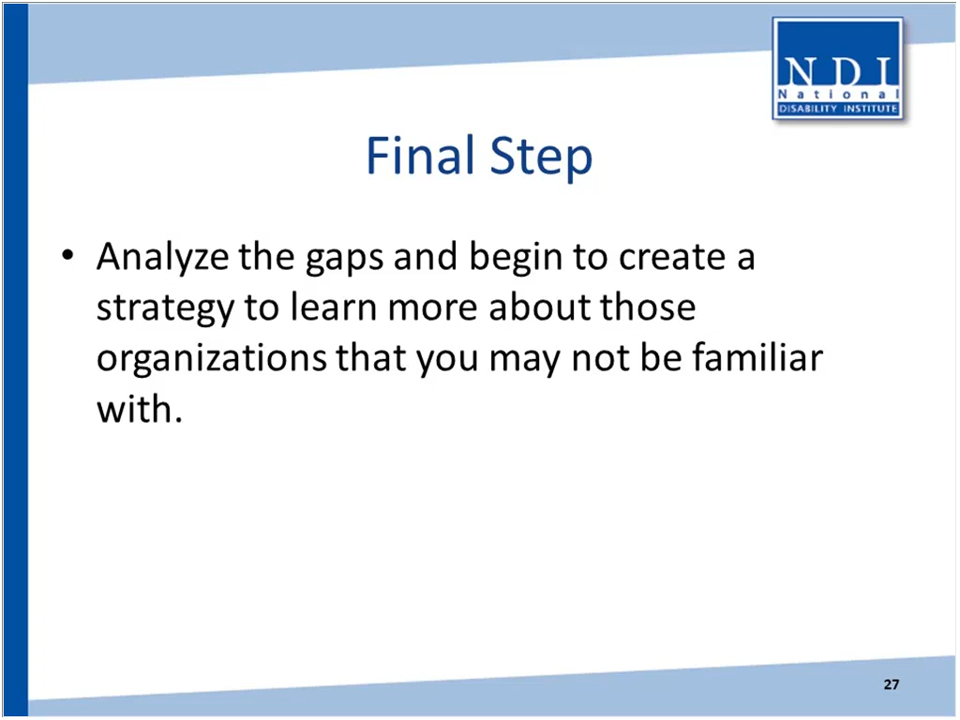 NDI
National
DISABILITY INSTITUTE
Final Step
• Analyze the gaps and begin to create a
strategy to learn more about those
organizations that you may not be familiar
with.
27